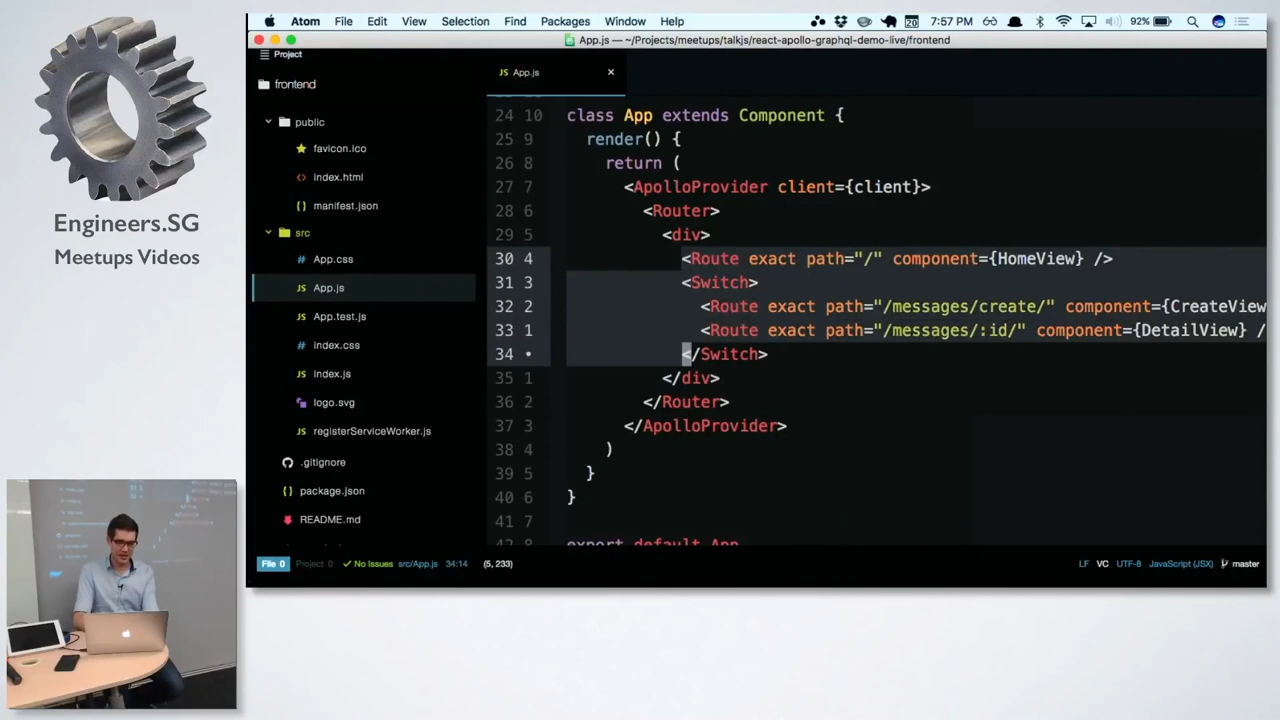 Atom File Edit View Selection Find Packages Window Help
20 7:57 PM 92%
App.js — ~/Projects/meetups/talkjs/react-apollo-graphql-demo-live/frontend
Project
frontend
public
favicon.ico
index.html
manifest.json
src
App.css
App.js
App.test.js
index.css
index.js
logo.svg
registerServiceWorker.js
.gitignore
package.json
README.md
JS App.js
24 10 class App extends Component {
25 9 render() {
26 8 return (
27 7 <ApolloProvider client={client}>
28 6 <Router>
29 5 <div>
30 4 <Route exact path="/" component={HomeView} />
31 3 <Switch>
32 2 <Route exact path="/messages/create/" component={CreateView
33 1 <Route exact path="/messages/:id/" component={DetailView} /
34 • </Switch>
35 1 </div>
36 2 </Router>
37 3 </ApolloProvider>
38 4 )
39 5 }
40 6 }
41 7
42 8 export default App
File 0 Project 0 No Issues src/App.js 34:14 (5, 233)
LF VC UTF-8 JavaScript (JSX) master
Engineers.SG
Meetups Videos